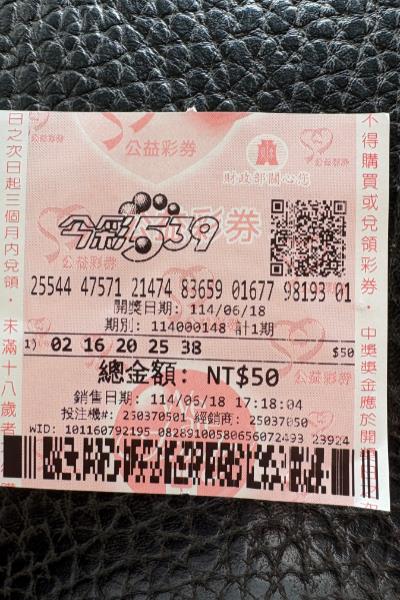 公益彩券
財政部關心您
今彩539
25544 47571 21474 83659 01677 98193 01
開獎日期: 114/06/18
期別: 114000148 計1期
1) 02 16 20 25 38 $50
總金額: NT$50
銷售日期: 114/06/18 17:18:04
投注機#: 250370501 經銷商: 25037050
WID: 101160792195 08289100580656072493 23924
日之次日起三個月內兌領。未滿十八歲者
不得購買或兌領彩券。中獎獎金應於開